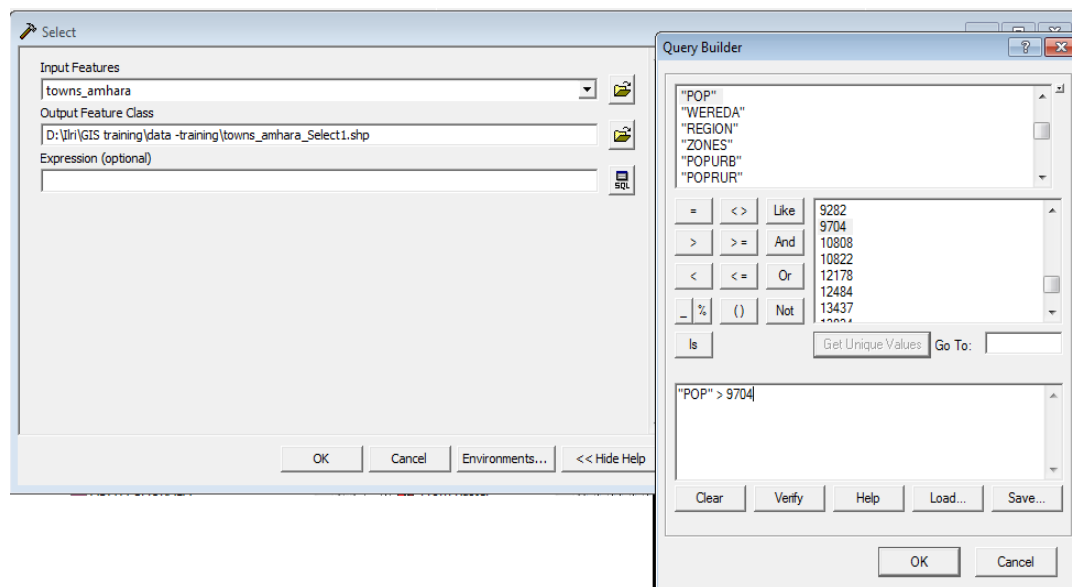 Select
Input Features
towns_amhara
Output Feature Class
D:\Ilri\GIS training\data -training\towns_amhara_Select1.shp
Expression (optional)
SQL
OK
Cancel
Environments...
<< Hide Help
Query Builder
?
"POP"
"WEREDA"
"REGION"
"ZONES"
"POPURB"
"POPRUR"
= < > Like
> > = And
< < = Or
_ % ( ) Not
Is
9282
9704
10808
10822
12178
12484
13437
Get Unique Values Go To:
"POP" > 9704
Clear Verify Help Load... Save...
OK Cancel